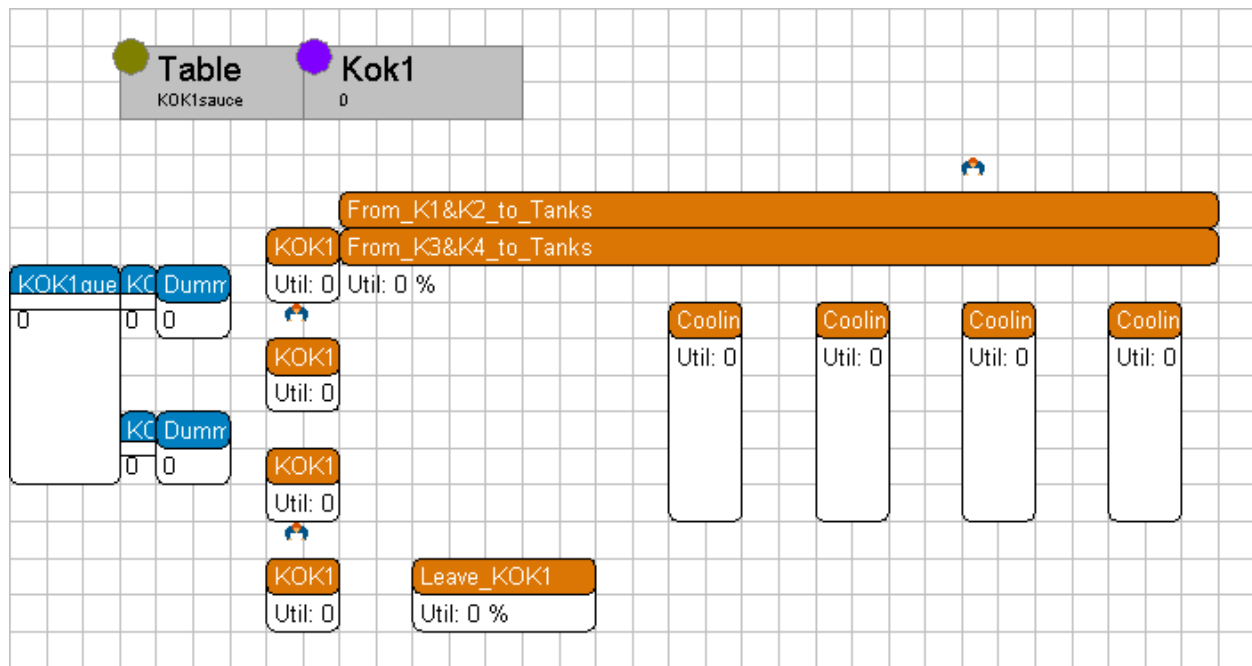 Table
Kok1
KOK1sauce
0
From_K1&K2_to_Tanks
KOK1
From_K3&K4_to_Tanks
KOK1que
KO
Dumm
Util: 0
Util: 0 %
0
0
0
Coolin
Coolin
Coolin
Coolin
KOK1
Util: 0
Util: 0
Util: 0
Util: 0
Util: 0
KO
Dumm
0
0
KOK1
Util: 0
KOK1
Leave_KOK1
Util: 0
Util: 0 %